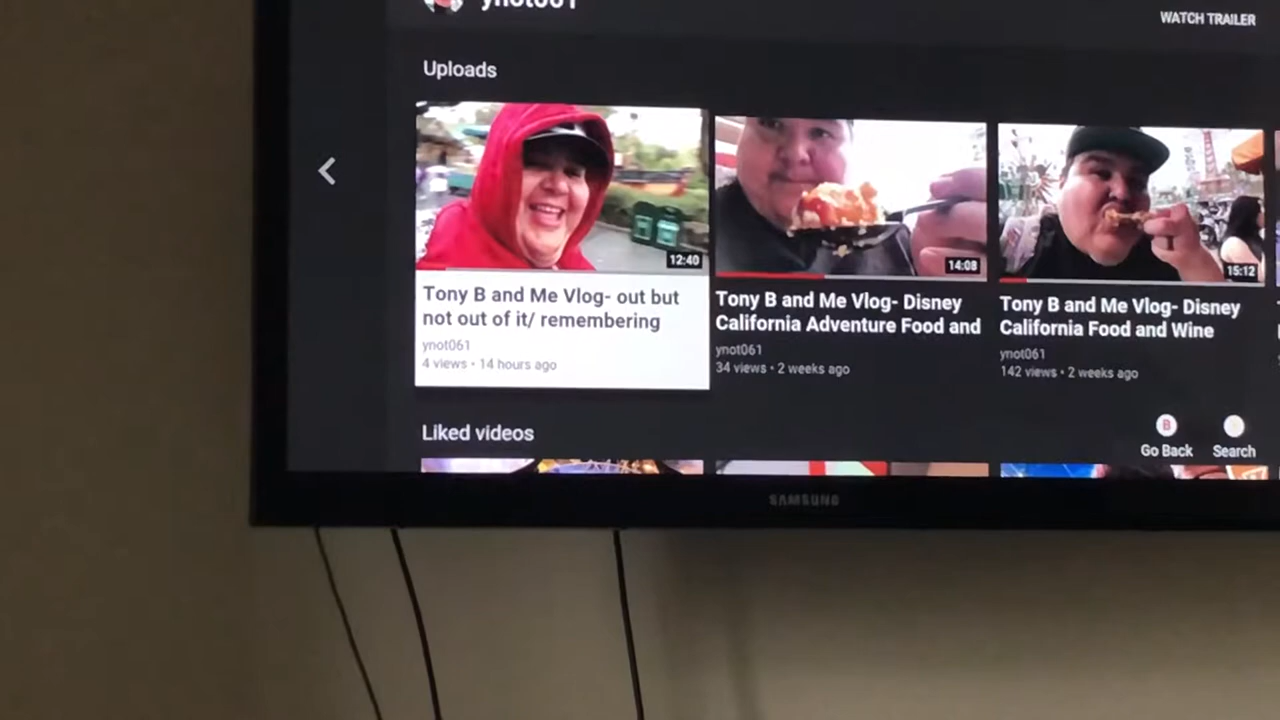 ynot061
WATCH TRAILER
Uploads
12:40
14:08
15:12
Tony B and Me Vlog- out but
not out of it/ remembering
ynot061
4 views • 14 hours ago
Tony B and Me Vlog- Disney
California Adventure Food and
ynot061
34 views • 2 weeks ago
Tony B and Me Vlog- Disney
California Food and Wine
ynot061
142 views • 2 weeks ago
Liked videos
B
Go Back
Search
SAMSUNG